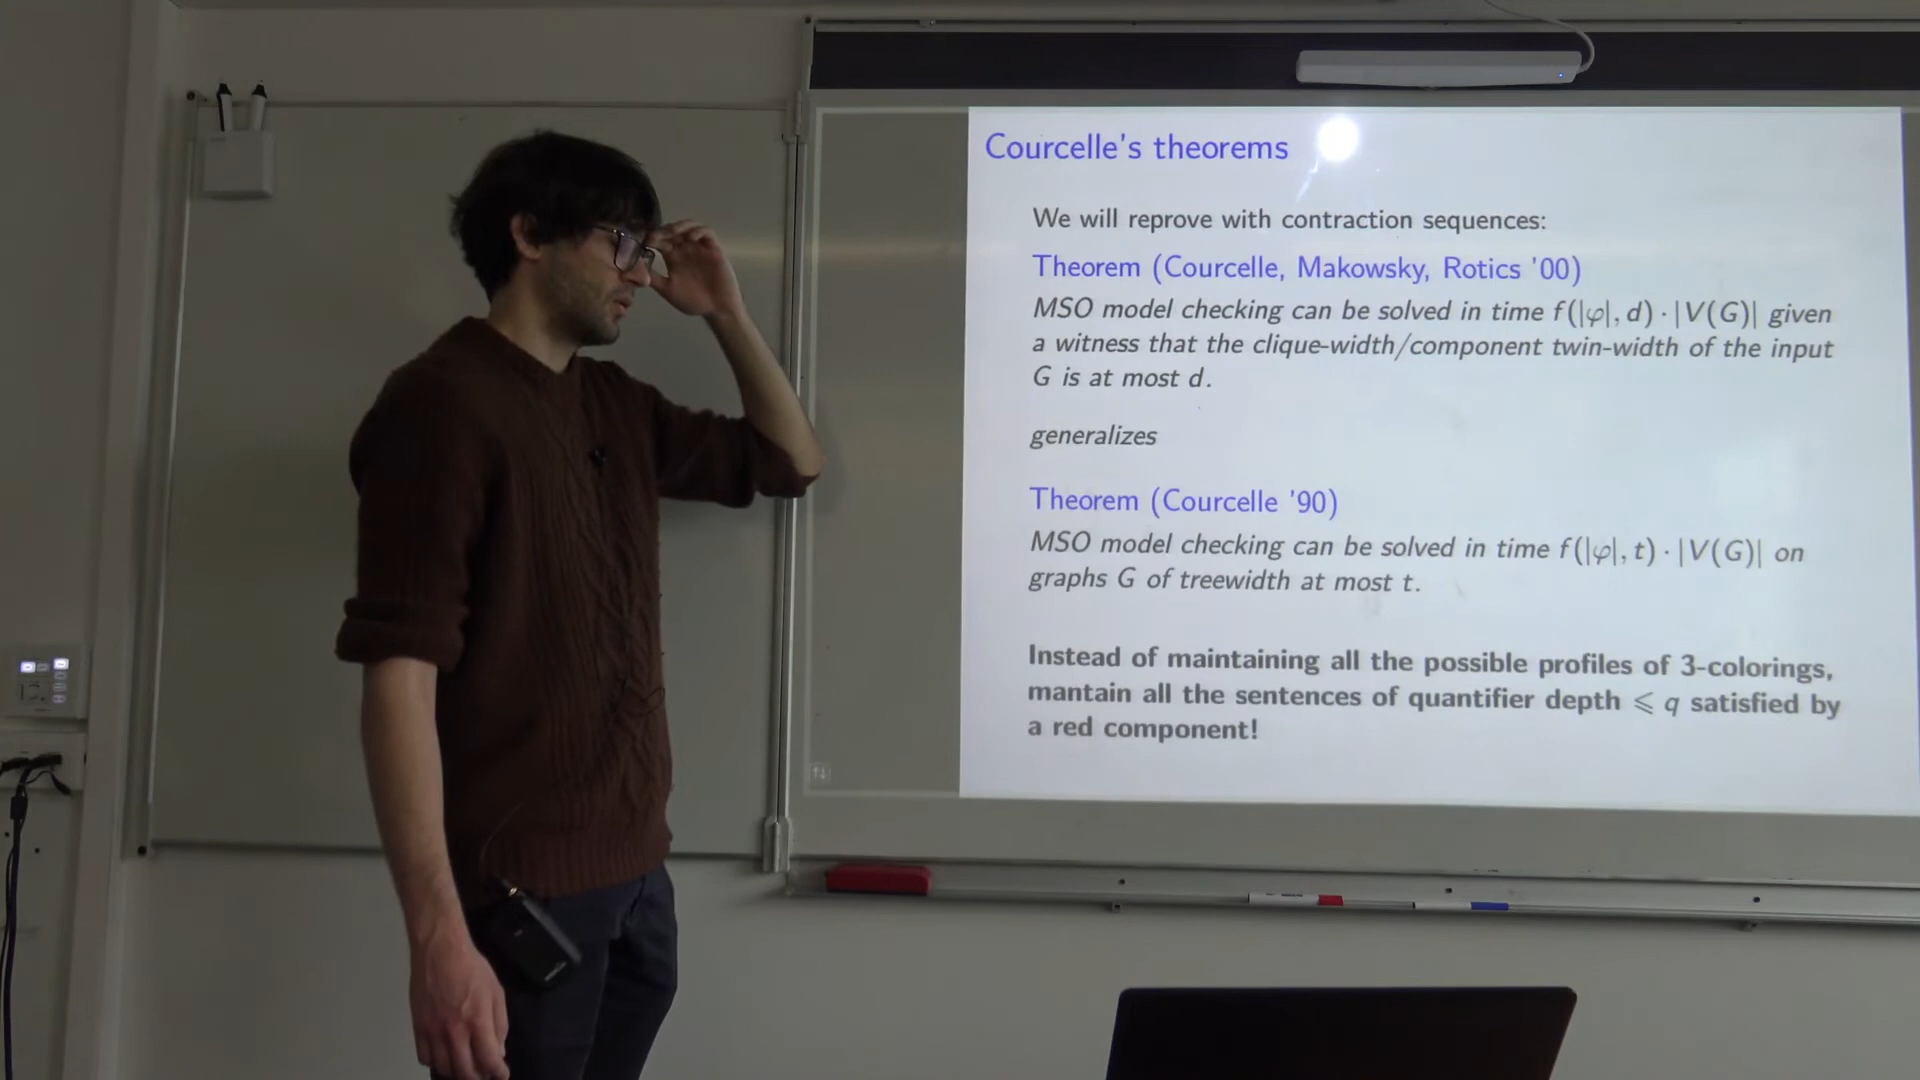 Courcelle's theorems
We will reprove with contraction sequences:
Theorem (Courcelle, Makowsky, Rotics '00)
MSO model checking can be solved in time f(|φ|, d) · |V(G)| given
a witness that the clique-width/component twin-width of the input
G is at most d.
generalizes
Theorem (Courcelle '90)
MSO model checking can be solved in time f(|φ|, t) · |V(G)| on
graphs G of treewidth at most t.
Instead of maintaining all the possible profiles of 3-colorings,
mantain all the sentences of quantifier depth ⩽ q satisfied by
a red component!